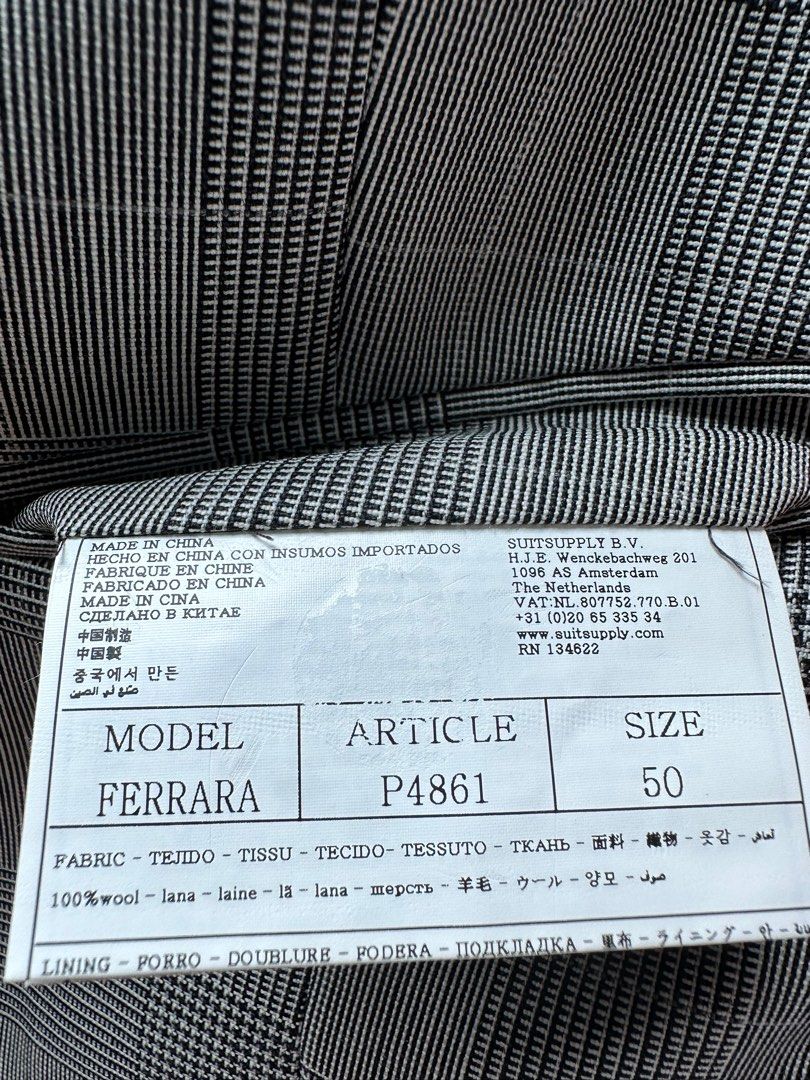 MADE IN CHINA
HECHO EN CHINA CON INSUMOS IMPORTADOS
FABRIQUE EN CHINE
FABRICADO EN CHINA
MADE IN CINA
СДЕЛАНО В КИТАЕ
中国制造
中国製
중국에서 만든
صنع في الصين
SUITSUPPLY B.V.
H.J.E. Wenckebachweg 201
1096 AS Amsterdam
The Netherlands
VAT:NL.807752.770.B.01
+31 (0)20 65 335 34
www.suitsupply.com
RN 134622
MODEL
FERRARA
ARTICLE
P4861
SIZE
50
FABRIC - TEJIDO - TISSU - TECIDO- TESSUTO - ТКАНЬ - 面料 - 織物 - 옷감 -
100%wool - lana - laine - lã - lana - шерсть - 羊毛 - ウール - 양모 - صوف -
LINING - FORRO - DOUBLURE - FODERA - ПОДКЛАДКА - 里布 - ライニング - 안 -